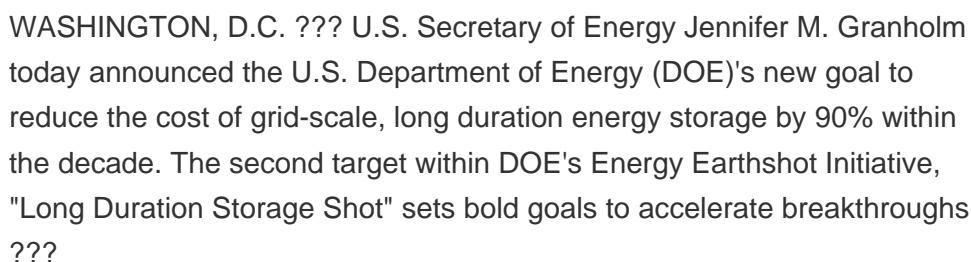 WASHINGTON, D.C. ??? U.S. Secretary of Energy Jennifer M. Granholm
today announced the U.S. Department of Energy (DOE)'s new goal to
reduce the cost of grid-scale, long duration energy storage by 90% within
the decade. The second target within DOE's Energy Earthshot Initiative,
"Long Duration Storage Shot" sets bold goals to accelerate breakthroughs
???